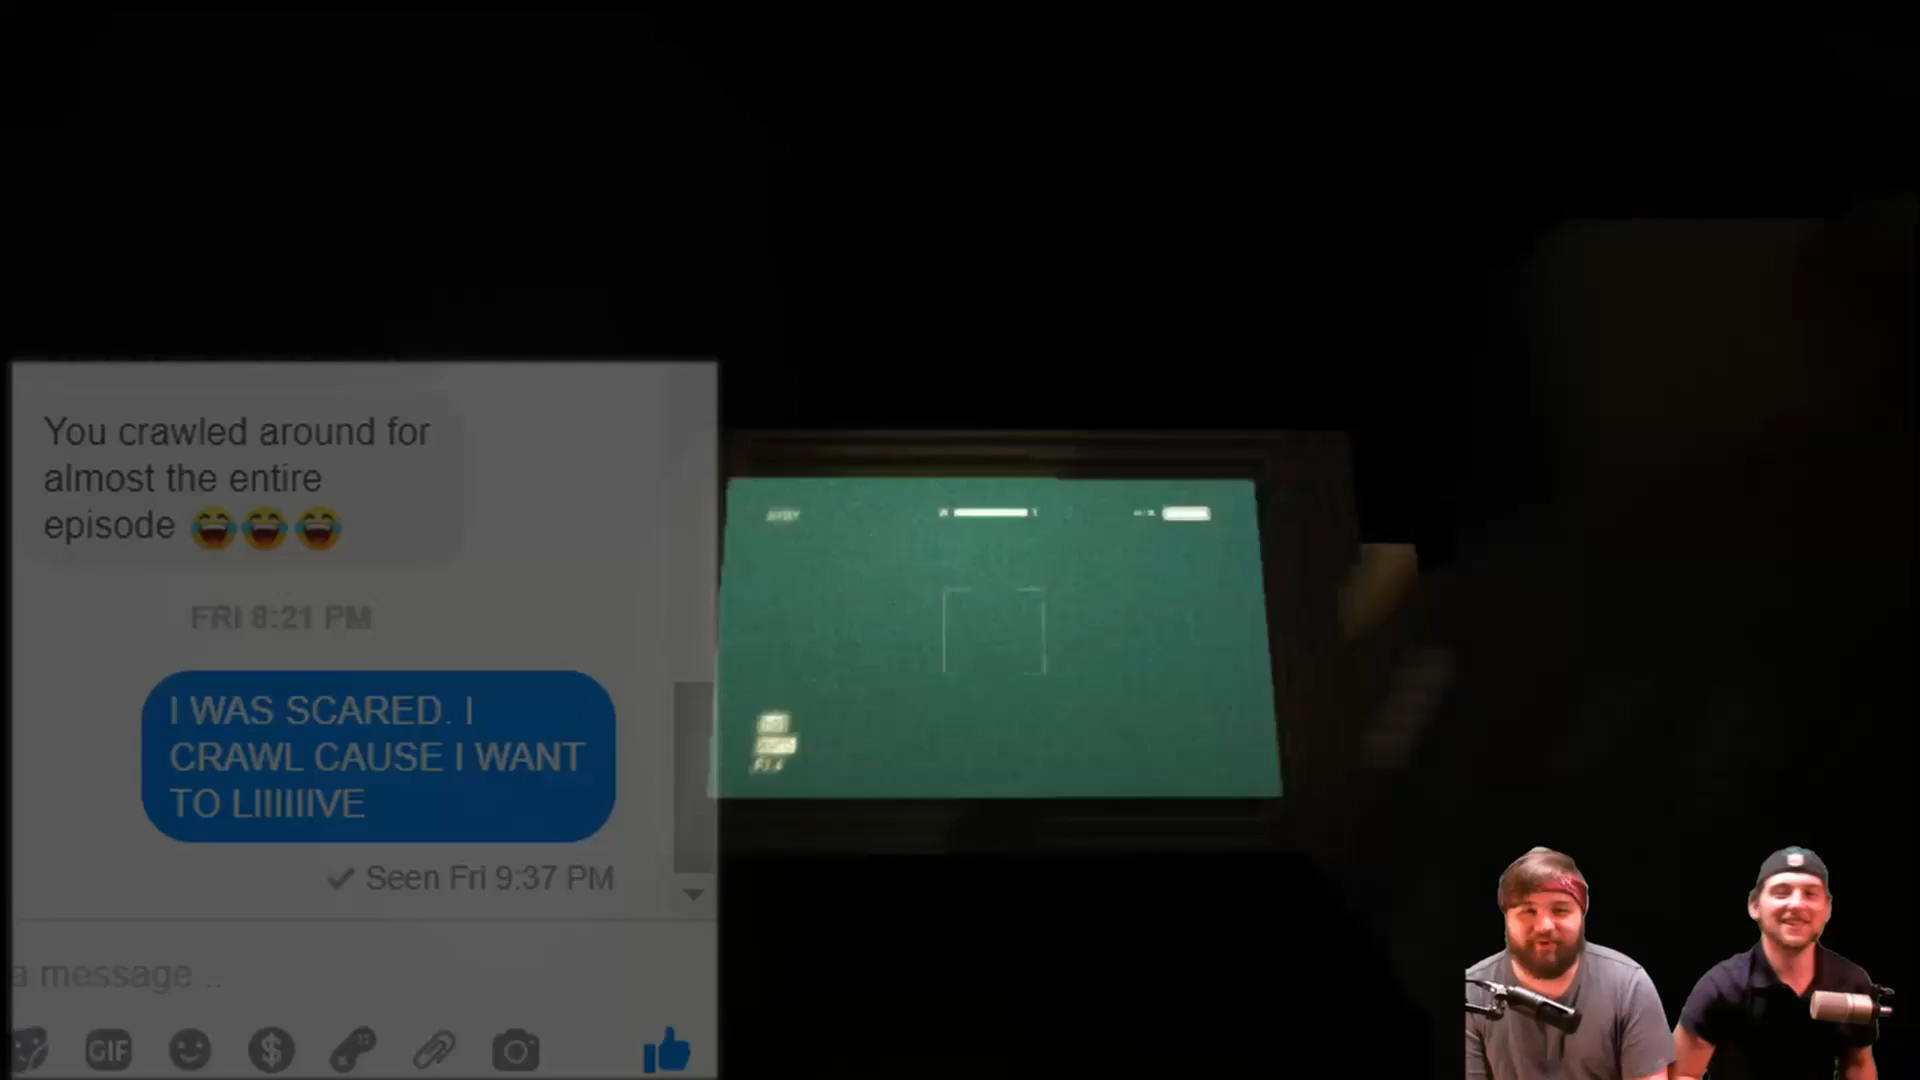 You crawled around for
almost the entire
episode 😂😂😂
FRI 8:21 PM
I WAS SCARED. I
CRAWL CAUSE I WANT
TO LIIIIIIVE
✓ Seen Fri 9:37 PM
a message...
GIF